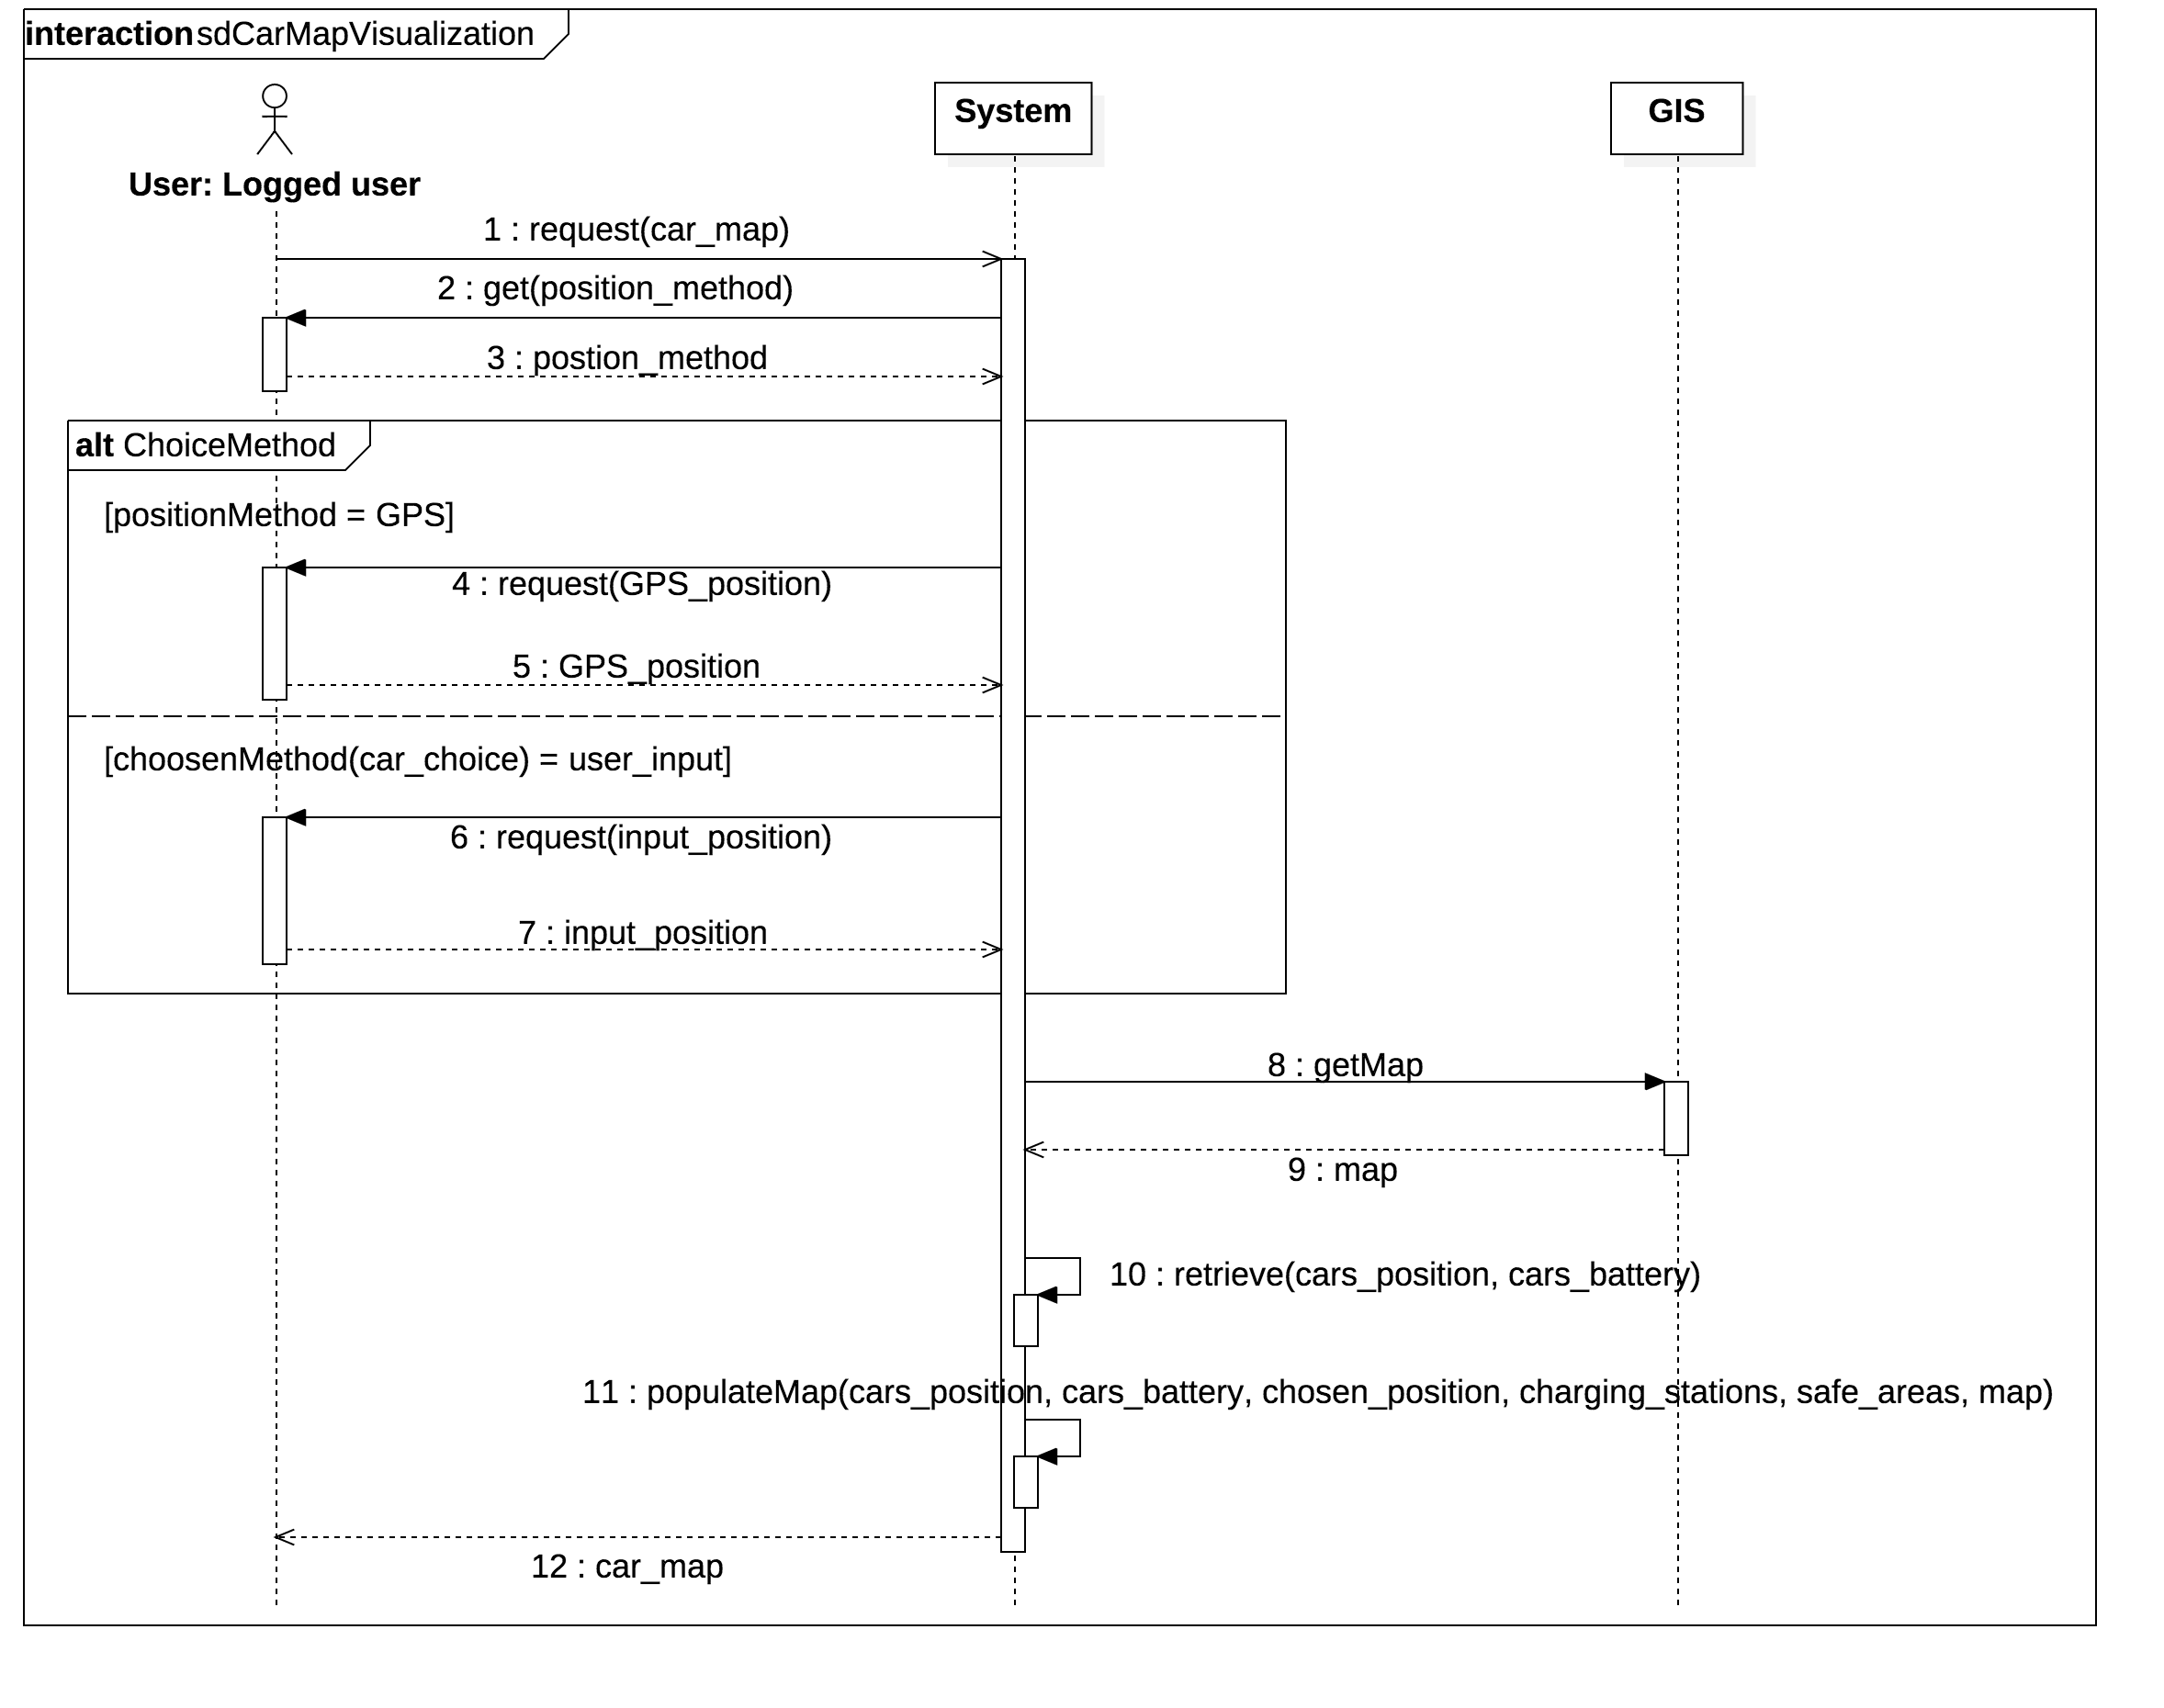 interaction sdCarMapVisualization
System
GIS
User: Logged user
1 : request(car_map)
2 : get(position_method)
3 : postion_method
alt ChoiceMethod
[positionMethod = GPS]
4 : request(GPS_position)
5 : GPS_position
[choosenMethod(car_choice) = user_input]
6 : request(input_position)
7 : input_position
8 : getMap
9 : map
10 : retrieve(cars_position, cars_battery)
11 : populateMap(cars_position, cars_battery, chosen_position, charging_stations, safe_areas, map)
12 : car_map